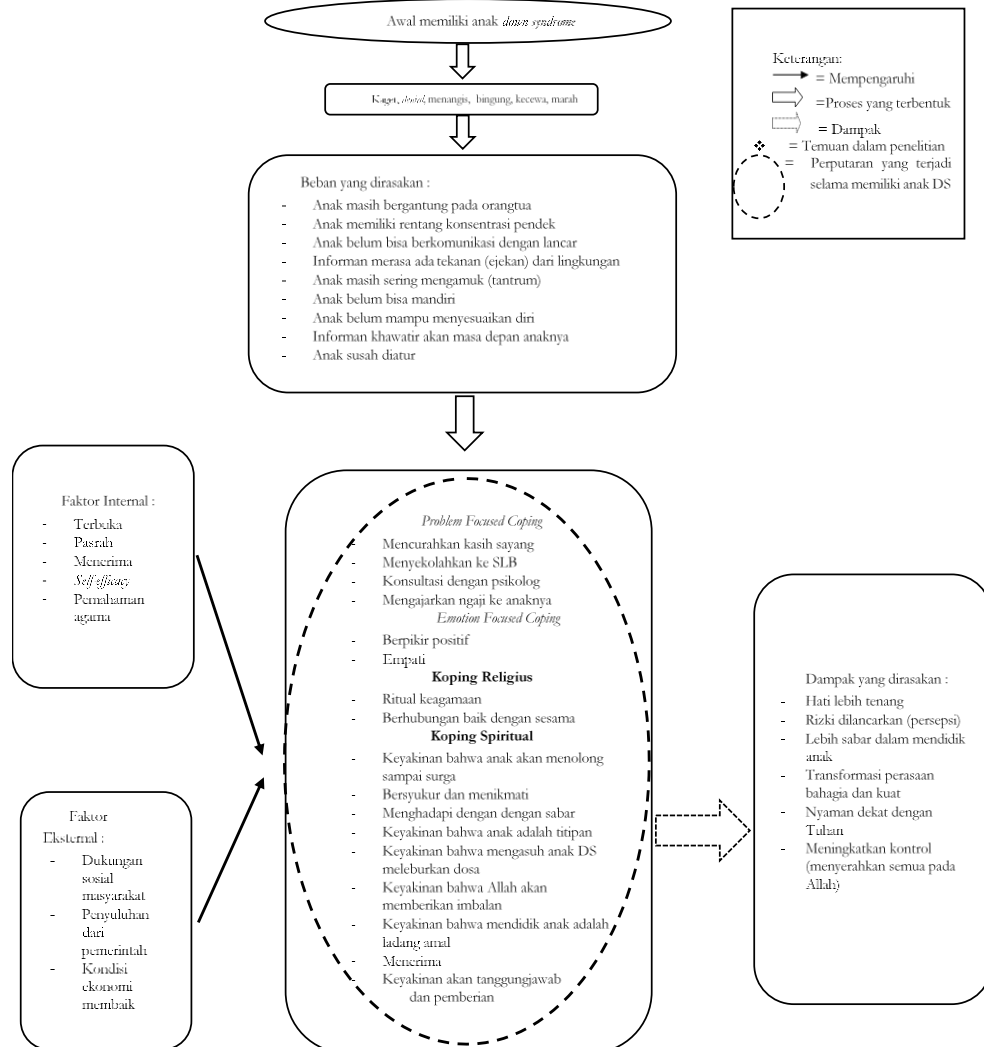 Awal memiliki anak down syndrome
Kaget, denial, menangis, bingung, kecewa, marah
Keterangan:
= Mempengaruhi
=Proses yang terbentuk
= Dampak
❖ = Temuan dalam penelitian
= Perputaran yang terjadi
selama memiliki anak DS
Beban yang dirasakan :
- Anak masih bergantung pada orangtua
- Anak memiliki rentang konsentrasi pendek
- Anak belum bisa berkomunikasi dengan lancar
- Informan merasa ada tekanan (ejekan) dari lingkungan
- Anak masih sering mengamuk (tantrum)
- Anak belum bisa mandiri
- Anak belum mampu menyesuaikan diri
- Informan khawatir akan masa depan anaknya
- Anak susah diatur
Faktor Internal :
- Terbuka
- Pasrah
- Menerima
- Self efficacy
- Pemahaman
agama
Faktor
Eksternal :
- Dukungan
sosial
masyarakat
- Penyuluhan
dari
pemerintah
- Kondisi
ekonomi
membaik
Problem Focused Coping
- Mencurahkan kasih sayang
- Menyekolahkan ke SLB
- Konsultasi dengan psikolog
- Mengajarkan ngaji ke anaknya
Emotion Focused Coping
- Berpikir positif
- Empati
Koping Religius
- Ritual keagamaan
- Berhubungan baik dengan sesama
Koping Spiritual
- Keyakinan bahwa anak akan menolong
sampai surga
- Bersyukur dan menikmati
- Menghadapi dengan dengan sabar
- Keyakinan bahwa anak adalah titipan
- Keyakinan bahwa mengasuh anak DS
meleburkan dosa
- Keyakinan bahwa Allah akan
memberikan imbalan
- Keyakinan bahwa mendidik anak adalah
ladang amal
- Menerima
- Keyakinan akan tanggungjawab
dan pemberian
Dampak yang dirasakan :
- Hati lebih tenang
- Rizki dilancarkan (persepsi)
- Lebih sabar dalam mendidik
anak
- Transformasi perasaan
bahagia dan kuat
- Nyaman dekat dengan
Tuhan
- Meningkatkan kontrol
(menyerahkan semua pada
Allah)